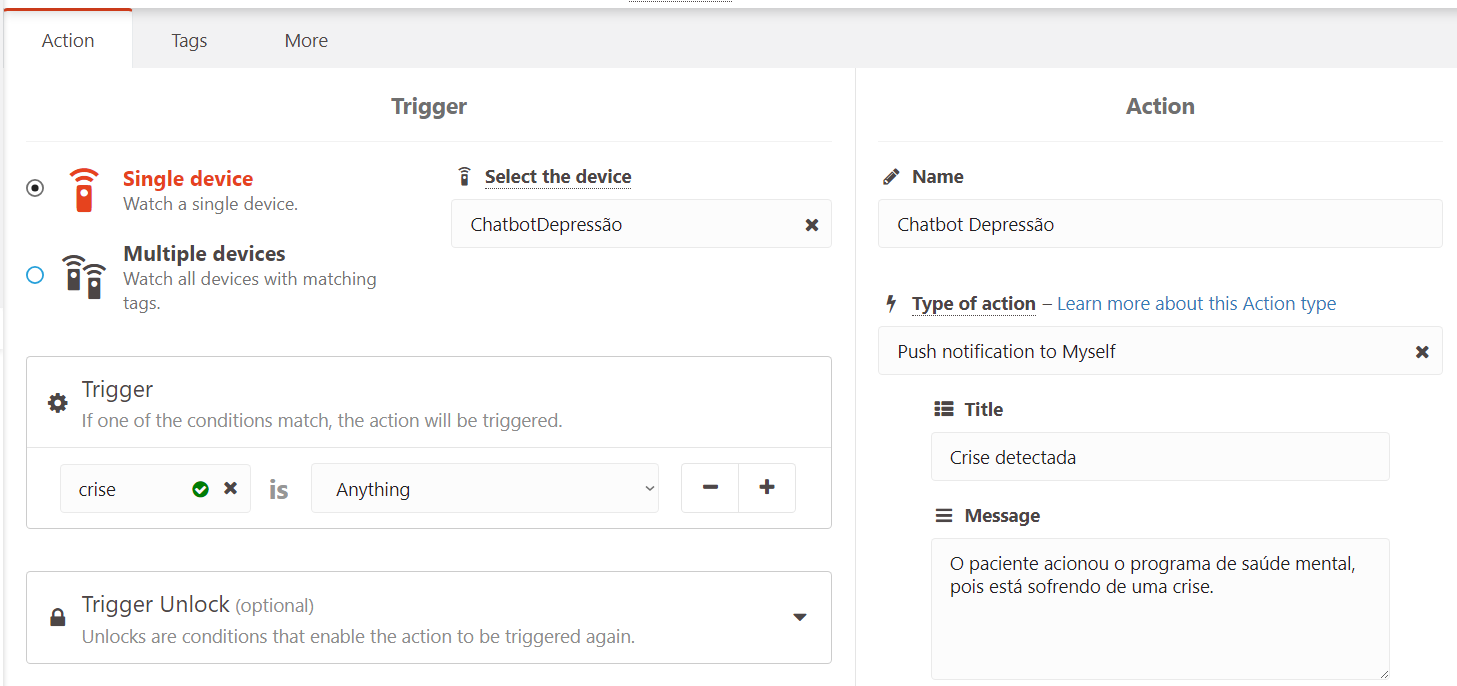 Action
Tags
More
Trigger
Single device
Watch a single device.
Multiple devices
Watch all devices with matching
tags.
Select the device
ChatbotDepressão
Trigger
If one of the conditions match, the action will be triggered.
crise
is
Anything
Trigger Unlock (optional)
Unlocks are conditions that enable the action to be triggered again.
Action
Name
Chatbot Depressão
Type of action – Learn more about this Action type
Push notification to Myself
Title
Crise detectada
Message
O paciente acionou o programa de saúde mental,
pois está sofrendo de uma crise.